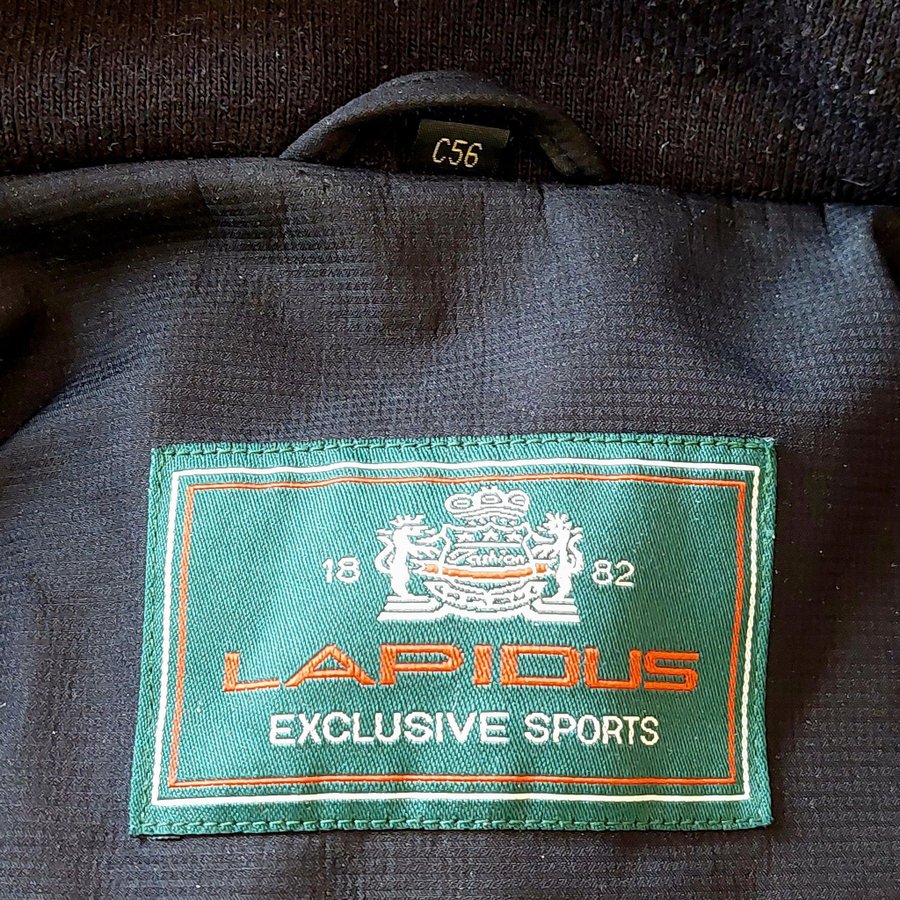 C56
18 82
LAPIDUS
EXCLUSIVE SPORTS